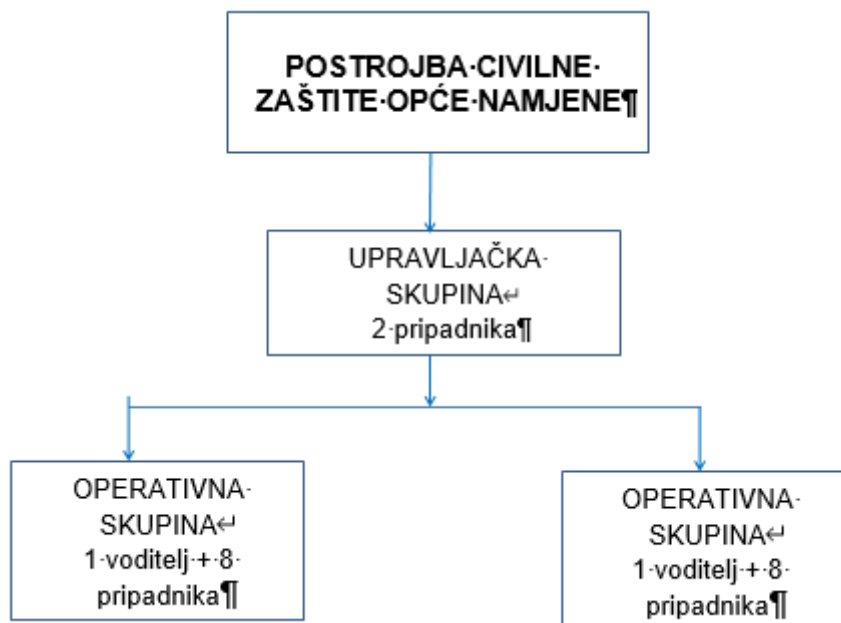 POSTROJBA·CIVILNE·
ZAŠTITE·OPĆE·NAMJENE¶
UPRAVLJAČKA·
SKUPINA↵
2·pripadnika¶
OPERATIVNA·
SKUPINA↵
1·voditelj·+·8·
pripadnika¶
OPERATIVNA·
SKUPINA↵
1·voditelj·+·8·
pripadnika¶